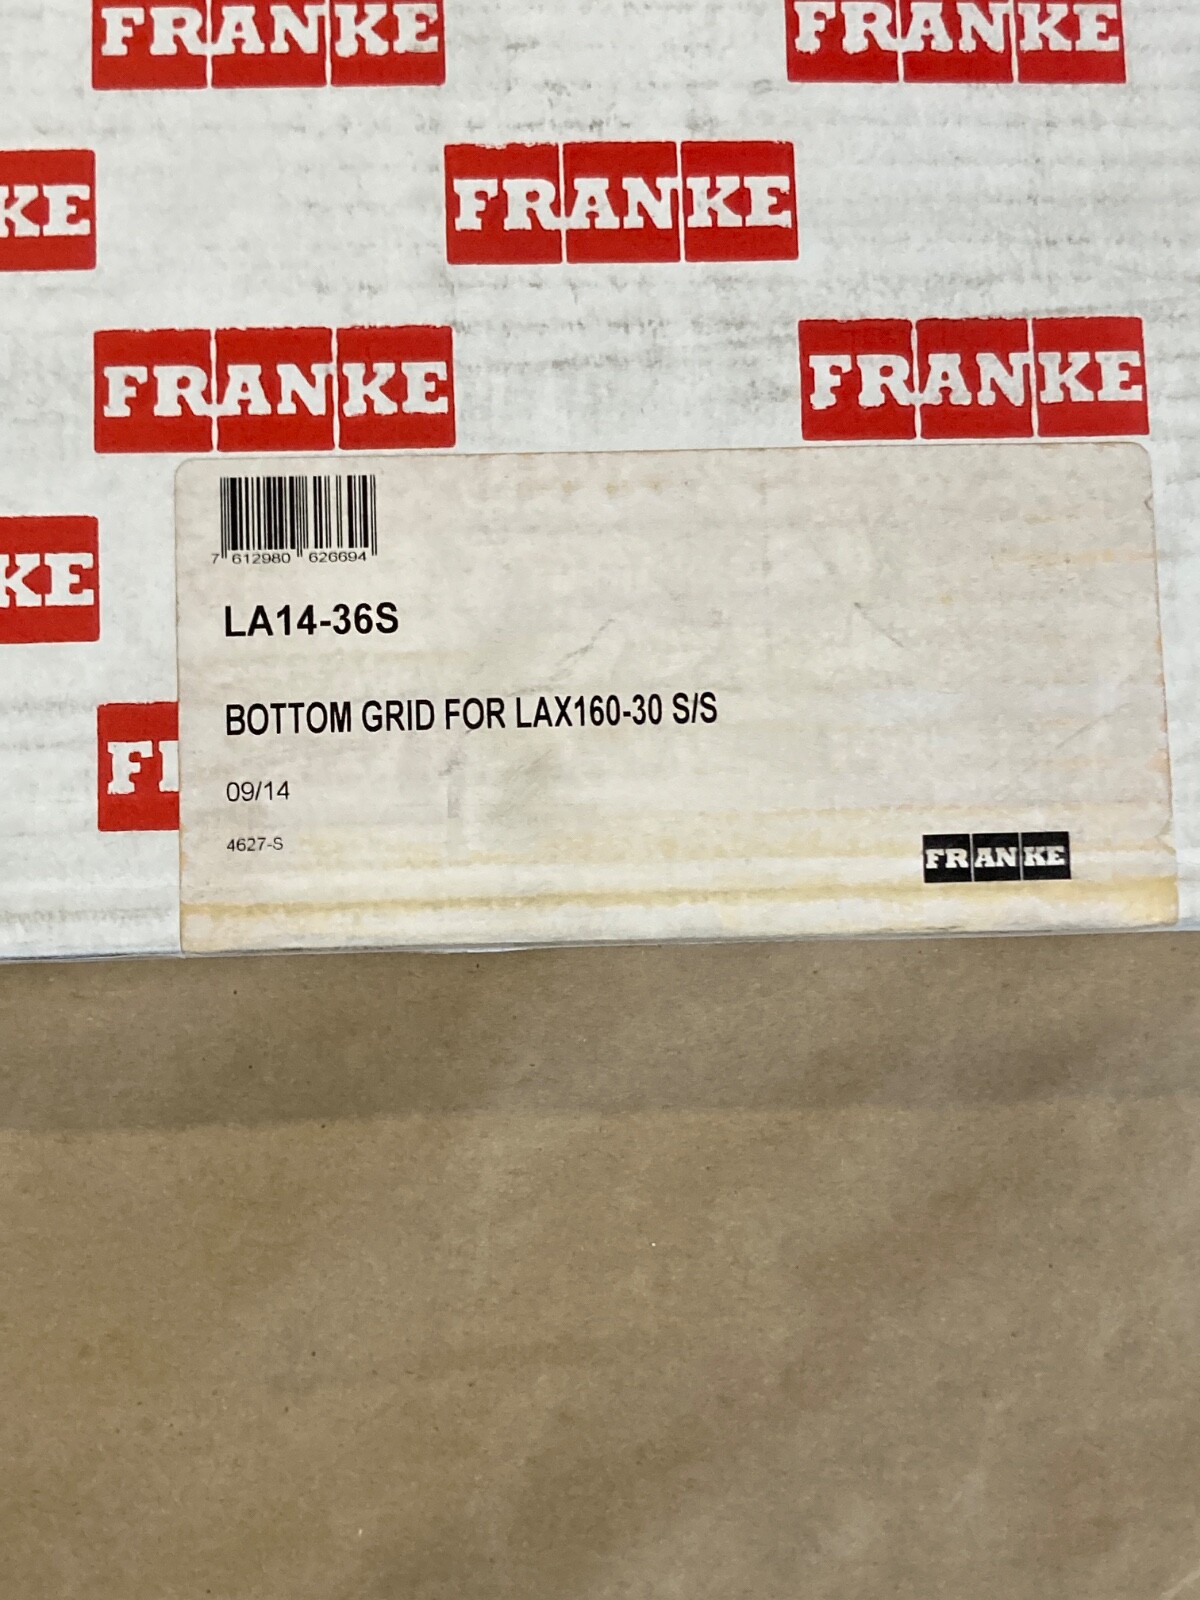 FRANKE FRANKE
KE FRANKE
FRANKE FRANKE
7 612980 626694
KE
LA14-36S
BOTTOM GRID FOR LAX160-30 S/S
09/14
4627-S
FRANKE